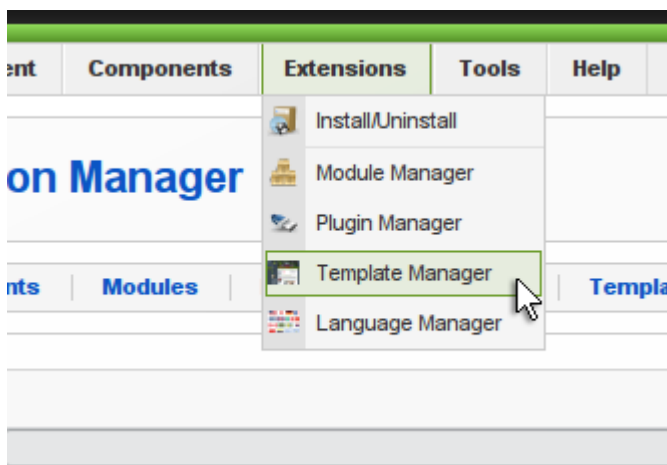 ent Components Extensions Tools Help
Install/Uninstall
on Manager
Module Manager
Plugin Manager
nts Modules Template Manager Templa
Language Manager